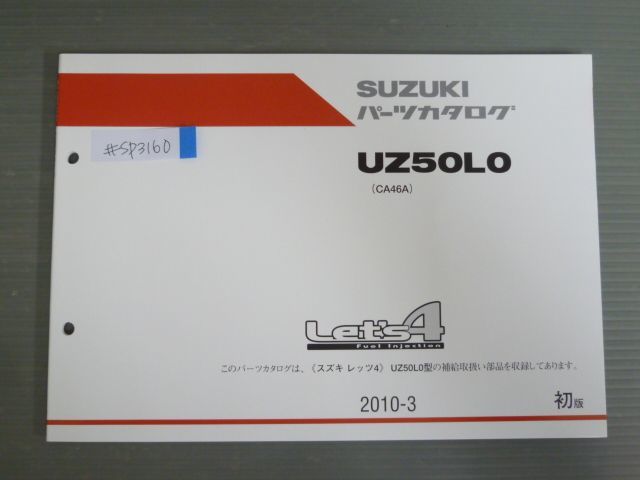 SUZUKI
パーツカタログ
#SP3160
UZ50L0
(CA46A)
Let's4
Fuel Injection
このパーツカタログは、《スズキ レッツ4》 UZ50L0型の補給取扱い部品を収録してあります。
2010-3
初版